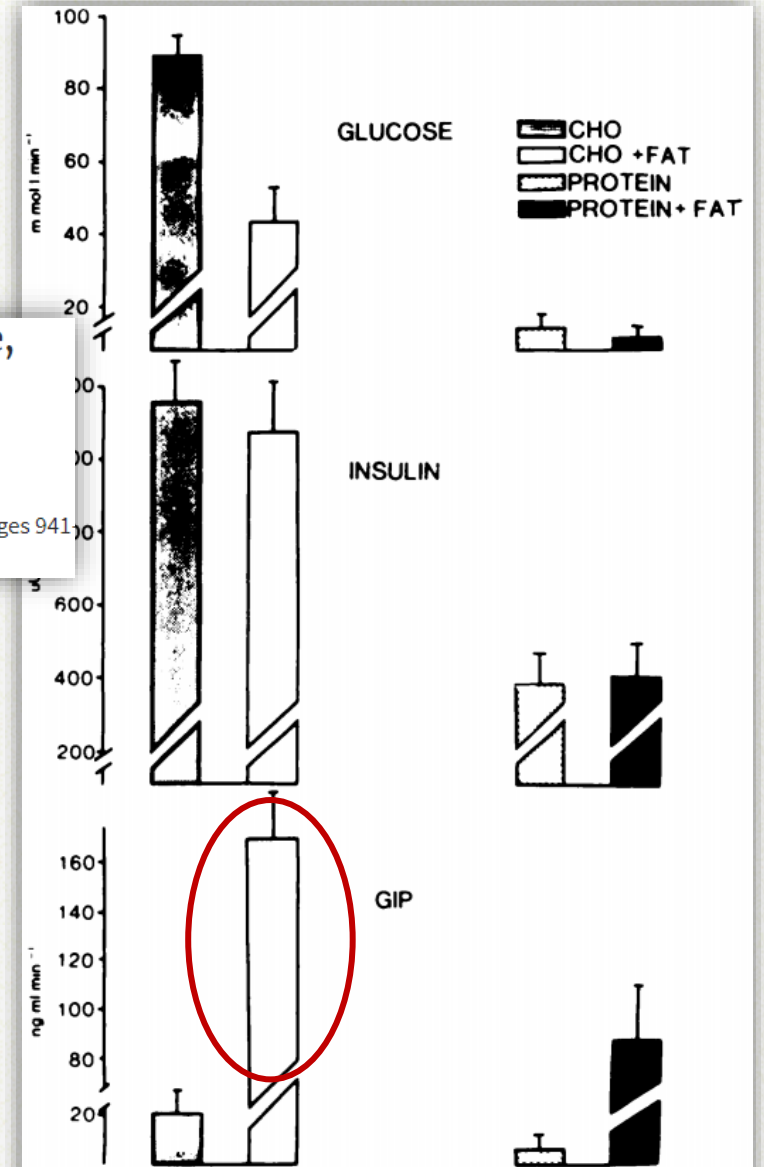 100
80
60
40
20
m mol l min⁻¹
GLUCOSE
CHO
CHO +FAT
PROTEIN
PROTEIN+ FAT
e,
ges 941-
00
00
00
600
400
200
INSULIN
160
140
120
100
80
20
ng ml min⁻¹
GIP